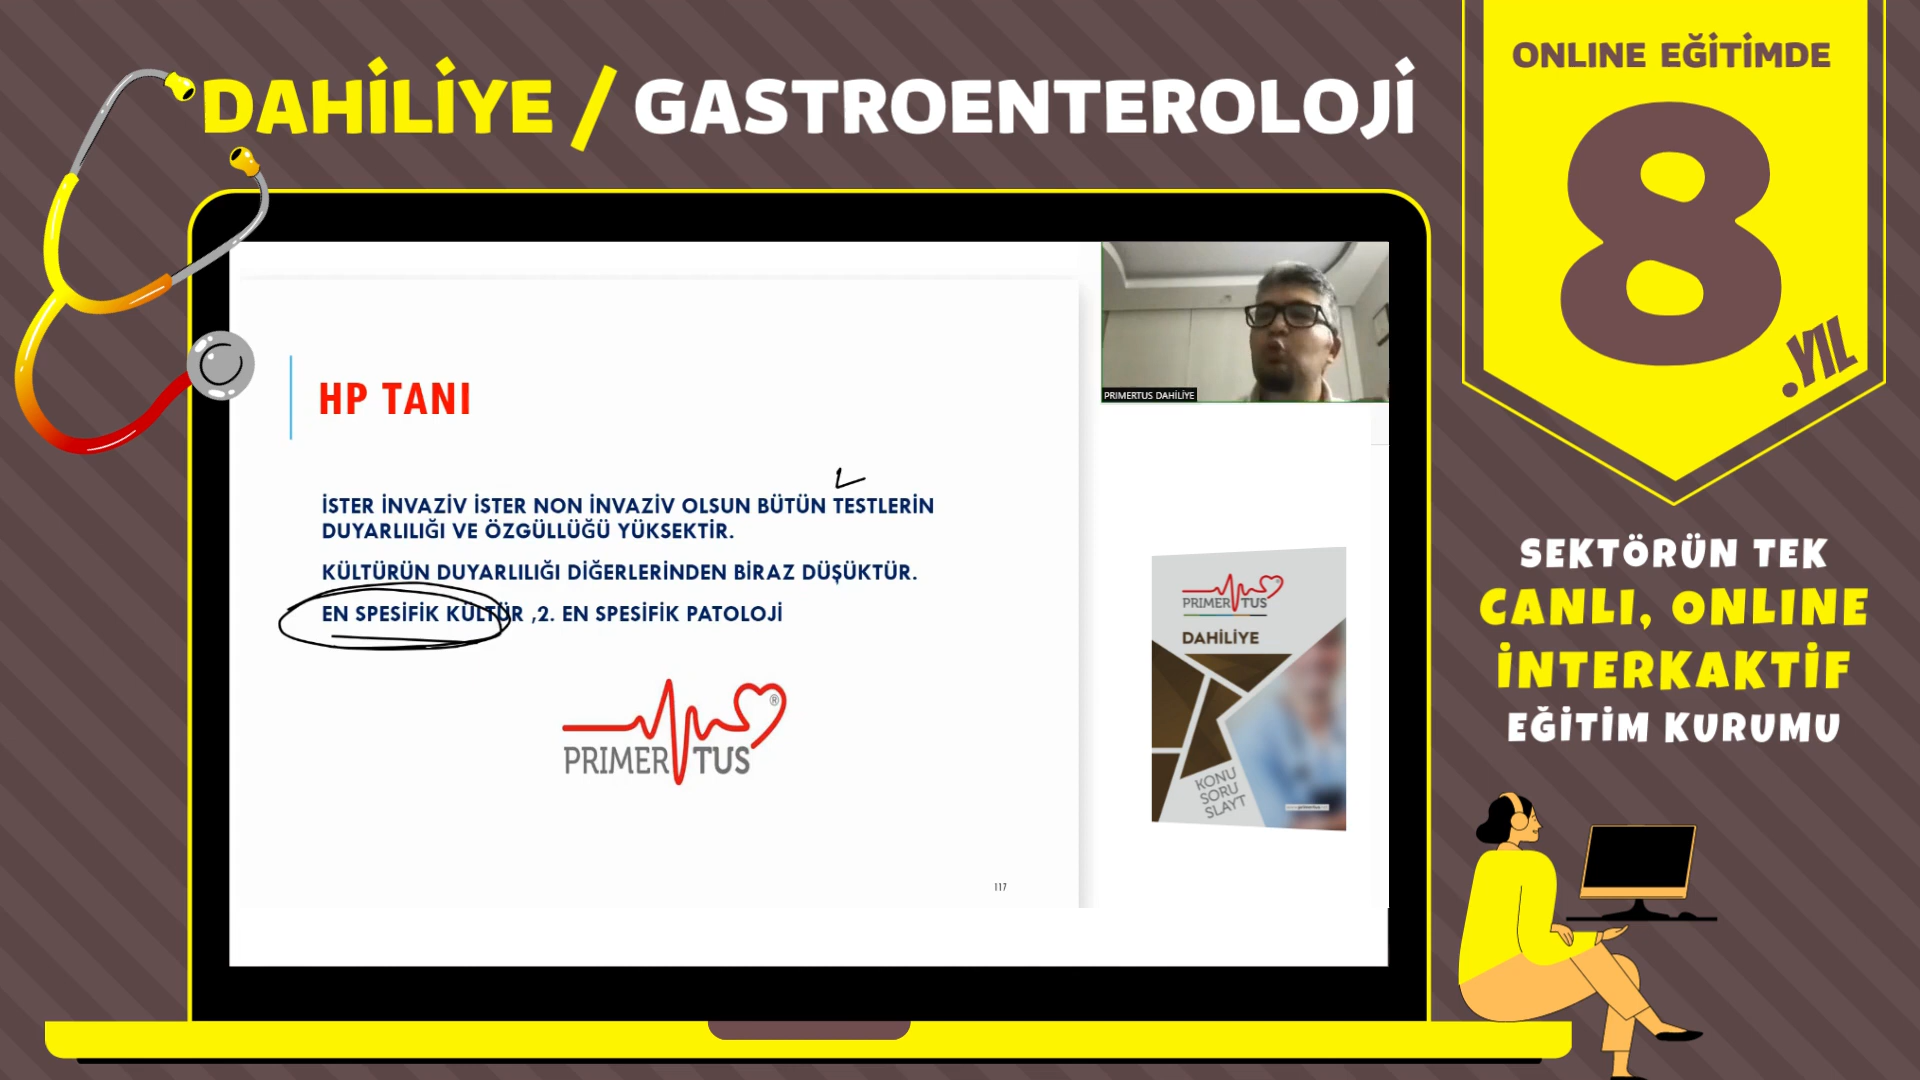 DAHİLİYE / GASTROENTEROLOJİ
ONLINE EĞİTİMDE
8
.YIL
PRIMERTUS DAHİLİYE
HP TANI
İSTER İNVAZİV İSTER NON İNVAZİV OLSUN BÜTÜN TESTLERİN
DUYARLILIĞI VE ÖZGÜLLÜĞÜ YÜKSEKTİR.
KÜLTÜRÜN DUYARLILIĞI DİĞERLERİNDEN BİRAZ DÜŞÜKTÜR.
EN SPESİFİK KÜLTÜR ,2. EN SPESİFİK PATOLOJİ
PRIMER TUS ®
117
PRIMER TUS
DAHİLİYE
KONU
SORU
SLAYT
SEKTÖRÜN TEK
CANLI, ONLINE
İNTERKAKTİF
EĞİTİM KURUMU